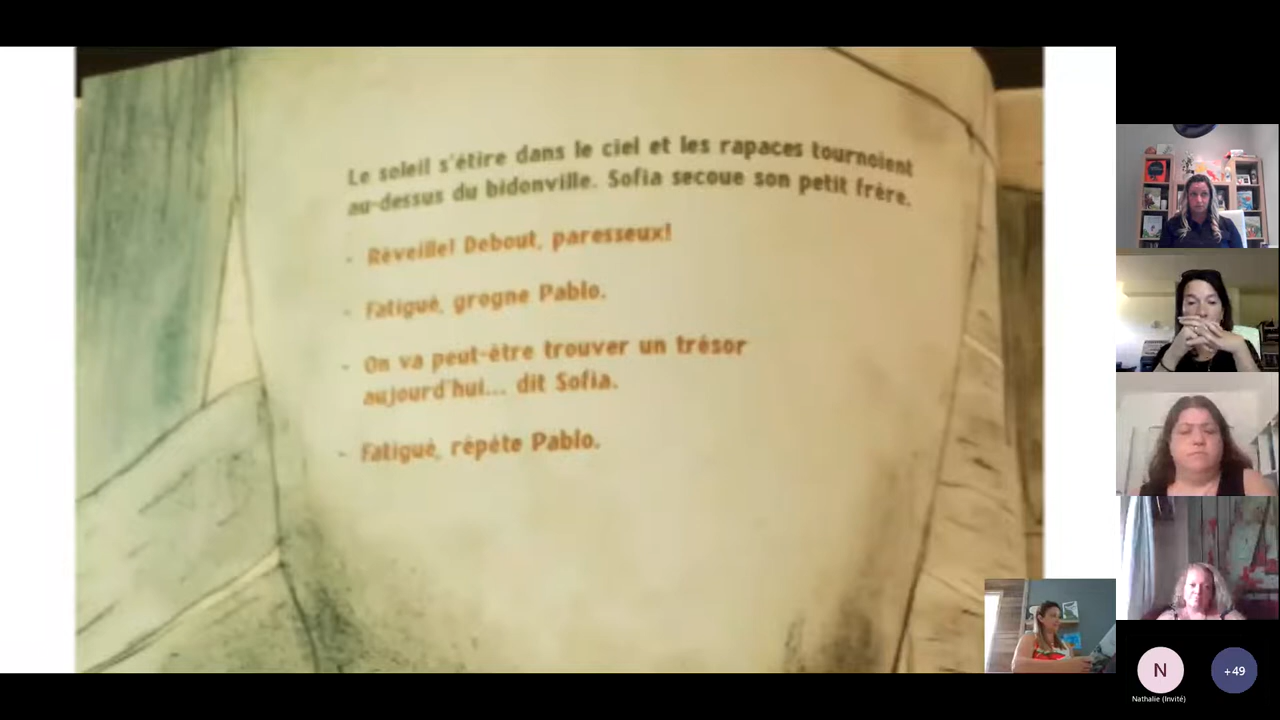 Le soleil s'étire dans le ciel et les rapaces tournoient
au-dessus du bidonville. Sofia secoue son petit frère.
- Réveille! Debout, paresseux!
- Fatigué, grogne Pablo.
- On va peut-être trouver un trésor
aujourd'hui... dit Sofia.
- Fatigué, répète Pablo.
N
+49
Nathalie (Invité)